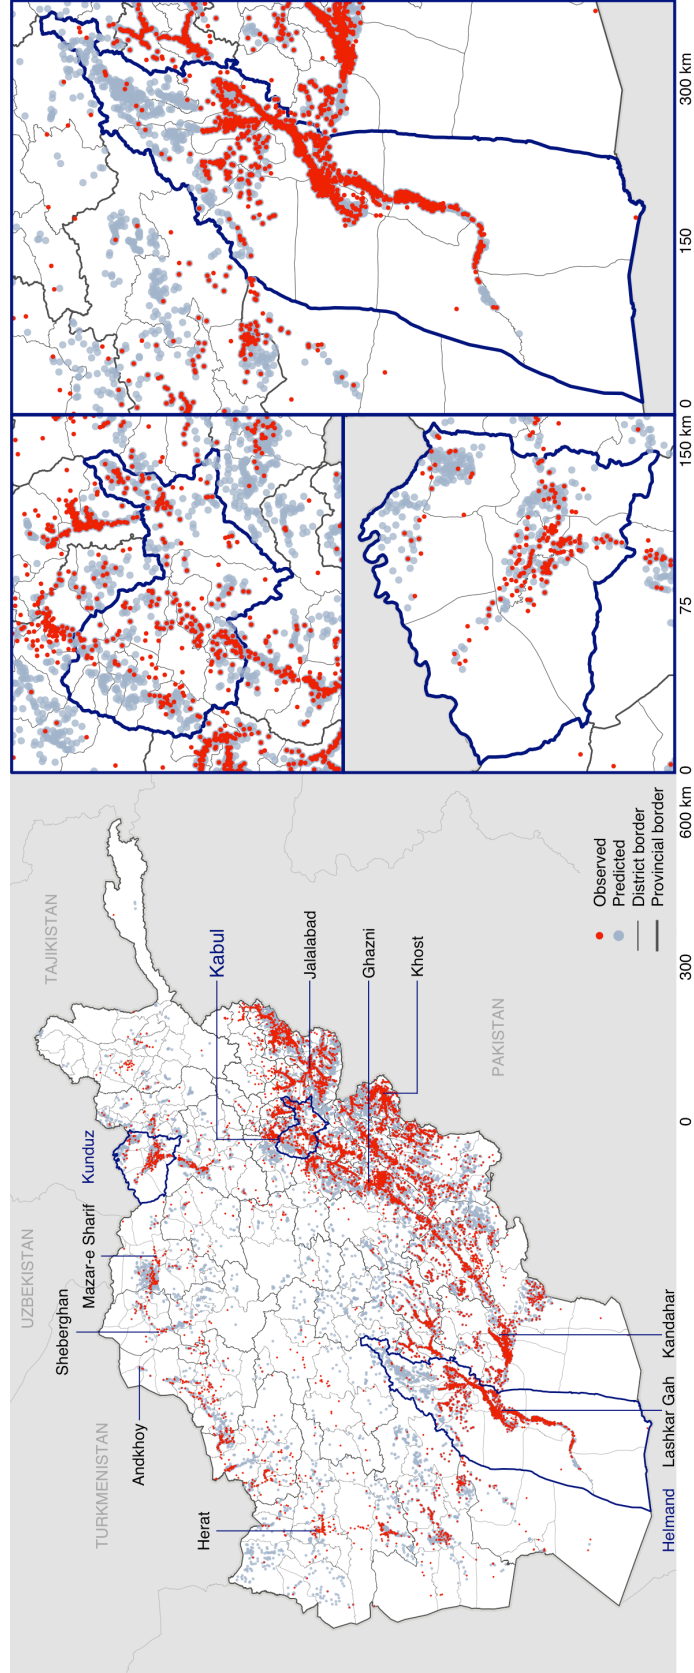 TAJIKISTAN
UZBEKISTAN
TURKMENISTAN
PAKISTAN
Kunduz
Mazar-e Sharif
Sheberghan
Andkhoy
Herat
Kabul
Jalalabad
Ghazni
Khost
Helmand
Lashkar Gah
Kandahar
Observed
Predicted
District border
Provincial border
0 300 600 km
0 75 150 km
0 150 300 km